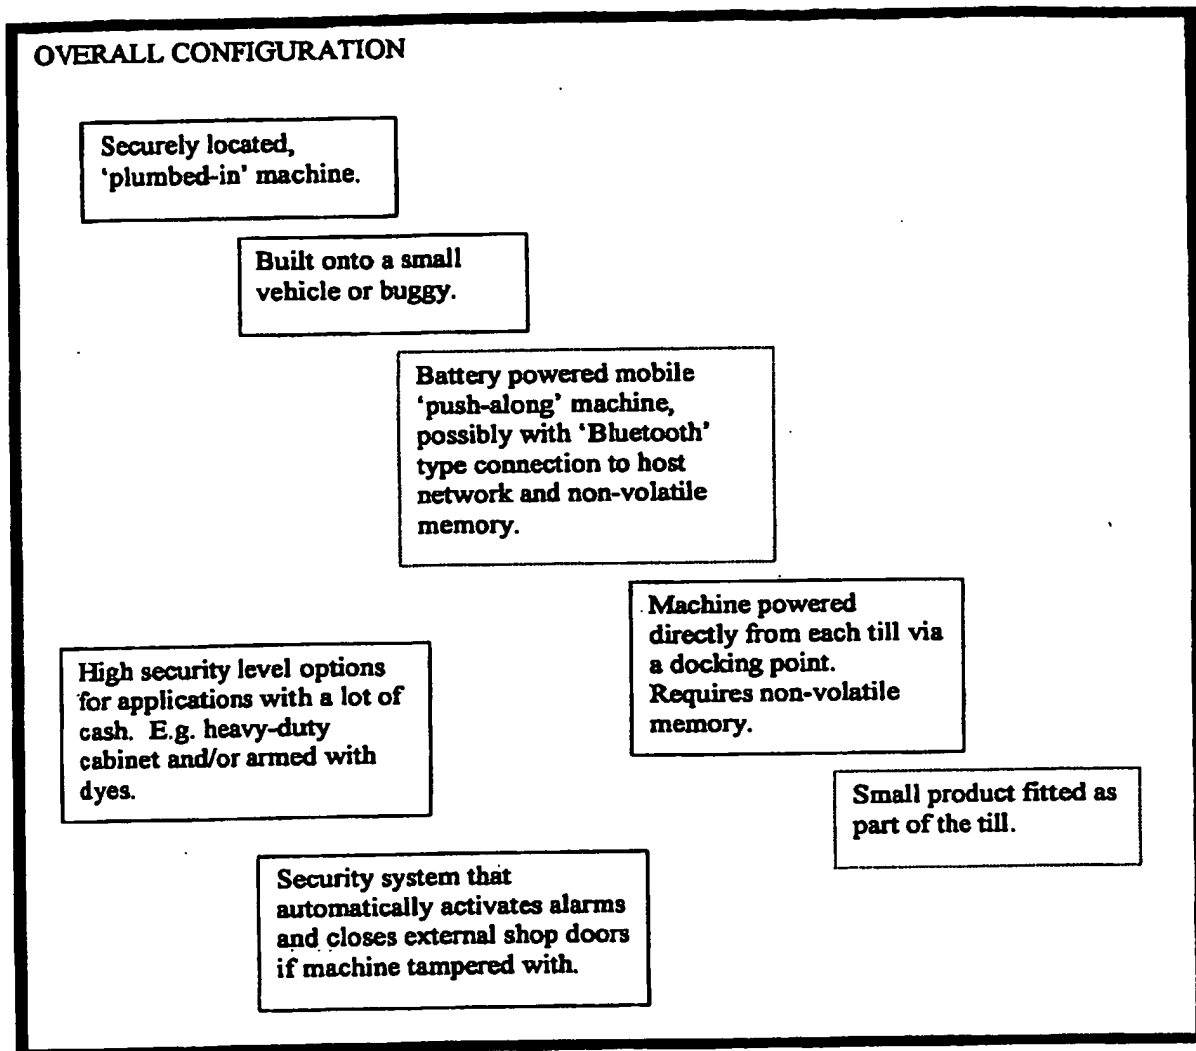 OVERALL CONFIGURATION
Securely located,
‘plumbed-in’ machine.
Built onto a small
vehicle or buggy.
Battery powered mobile
‘push-along’ machine,
possibly with ‘Bluetooth’
type connection to host
network and non-volatile
memory.
Machine powered
directly from each till via
a docking point.
Requires non-volatile
memory.
High security level options
for applications with a lot of
cash. E.g. heavy-duty
cabinet and/or armed with
dyes.
Small product fitted as
part of the till.
Security system that
automatically activates alarms
and closes external shop doors
if machine tampered with.